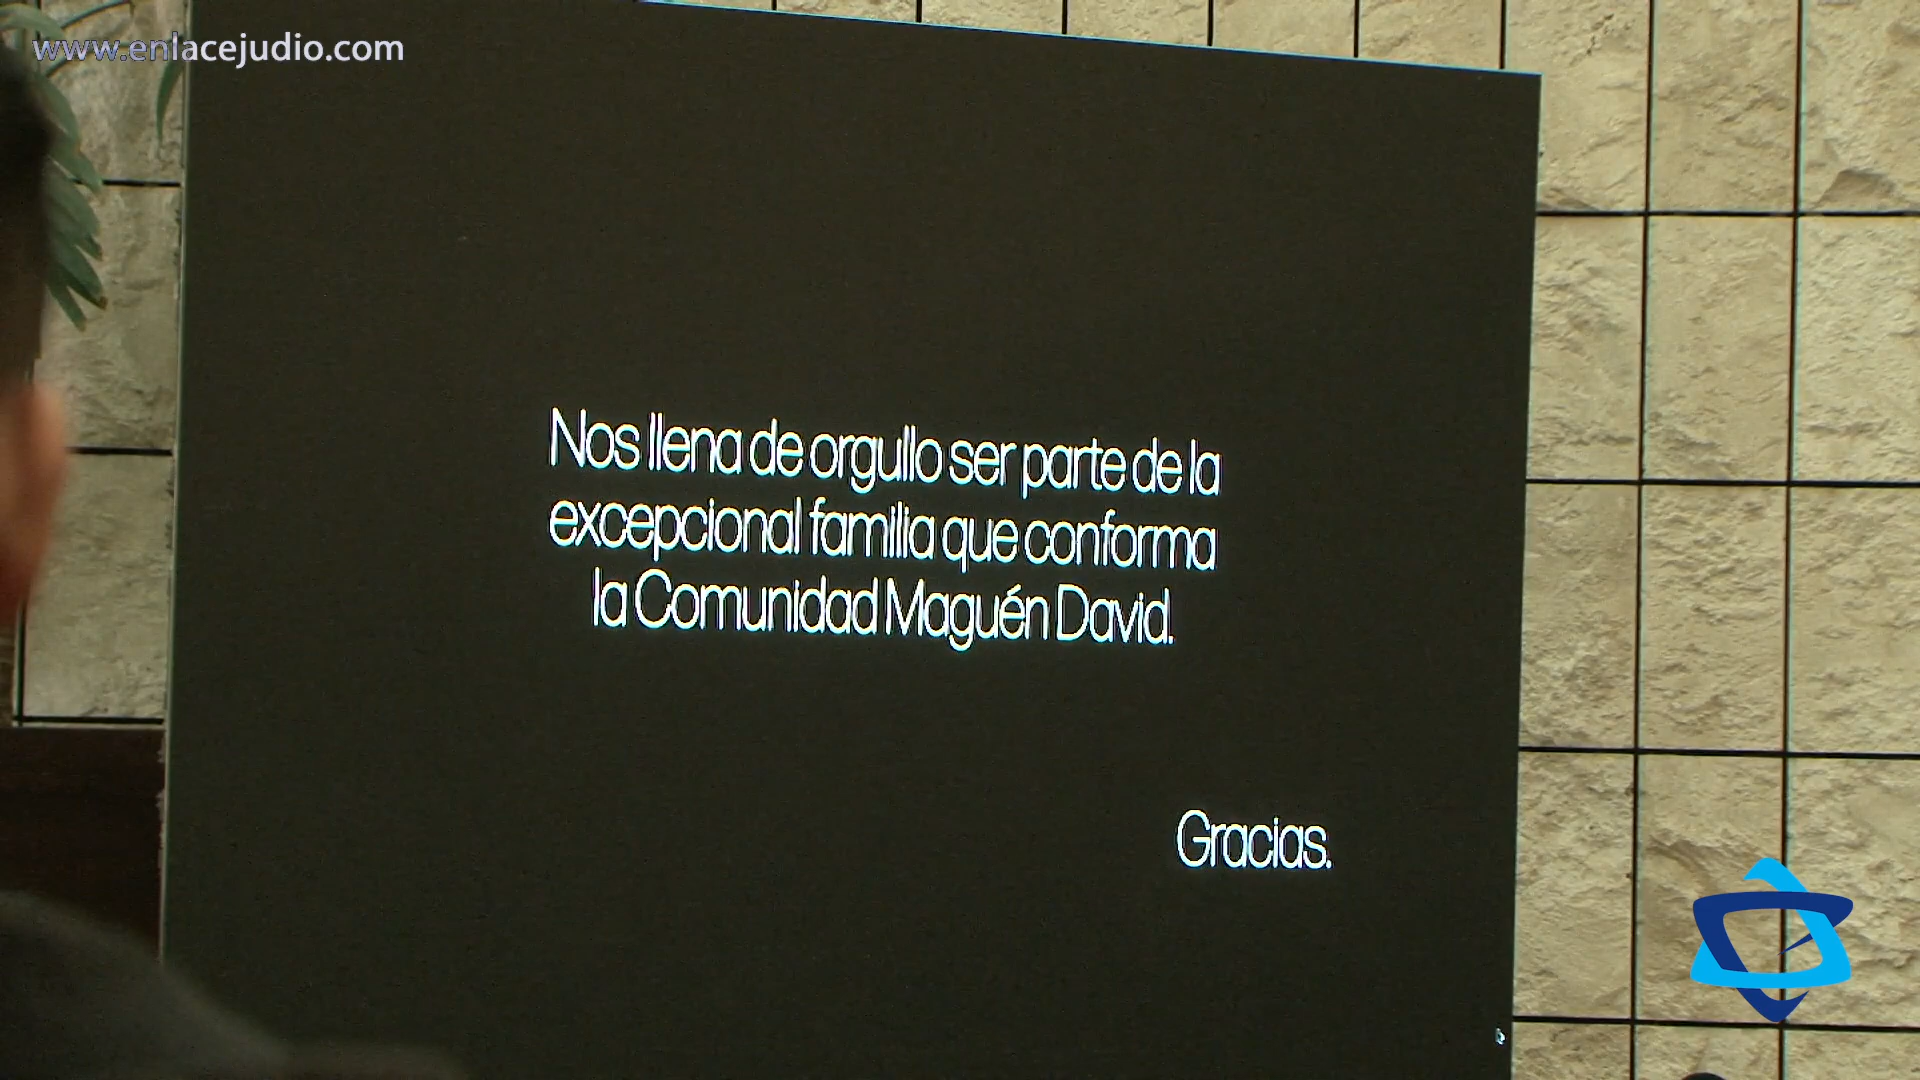 www.enlacejudio.com
Nos llena de orgullo ser parte de la
excepcional familia que conforma
la Comunidad Maguén David.
Gracias.